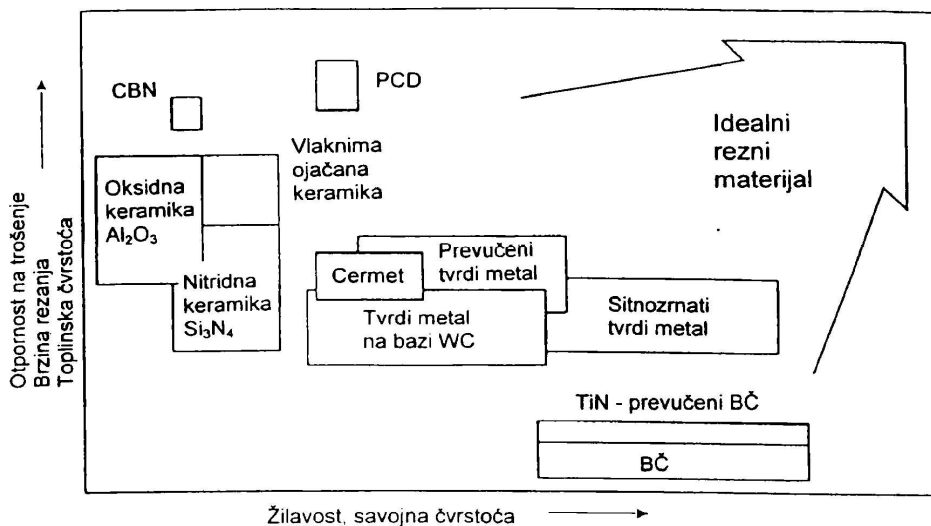 Otpornost na trošenje
Brzina rezanja
Toplinska čvrstoća
CBN
PCD
Vlaknima
ojačana
keramika
Idealni
rezni
materijal
Oksidna
keramika
Al₂O₃
Nitridna
keramika
Si₃N₄
Prevučeni
tvrdi metal
Cermet
Tvrdi metal
na bazi WC
Sitnozrnati
tvrdi metal
TiN - prevučeni BČ
BČ
Žilavost, savojna čvrstoća